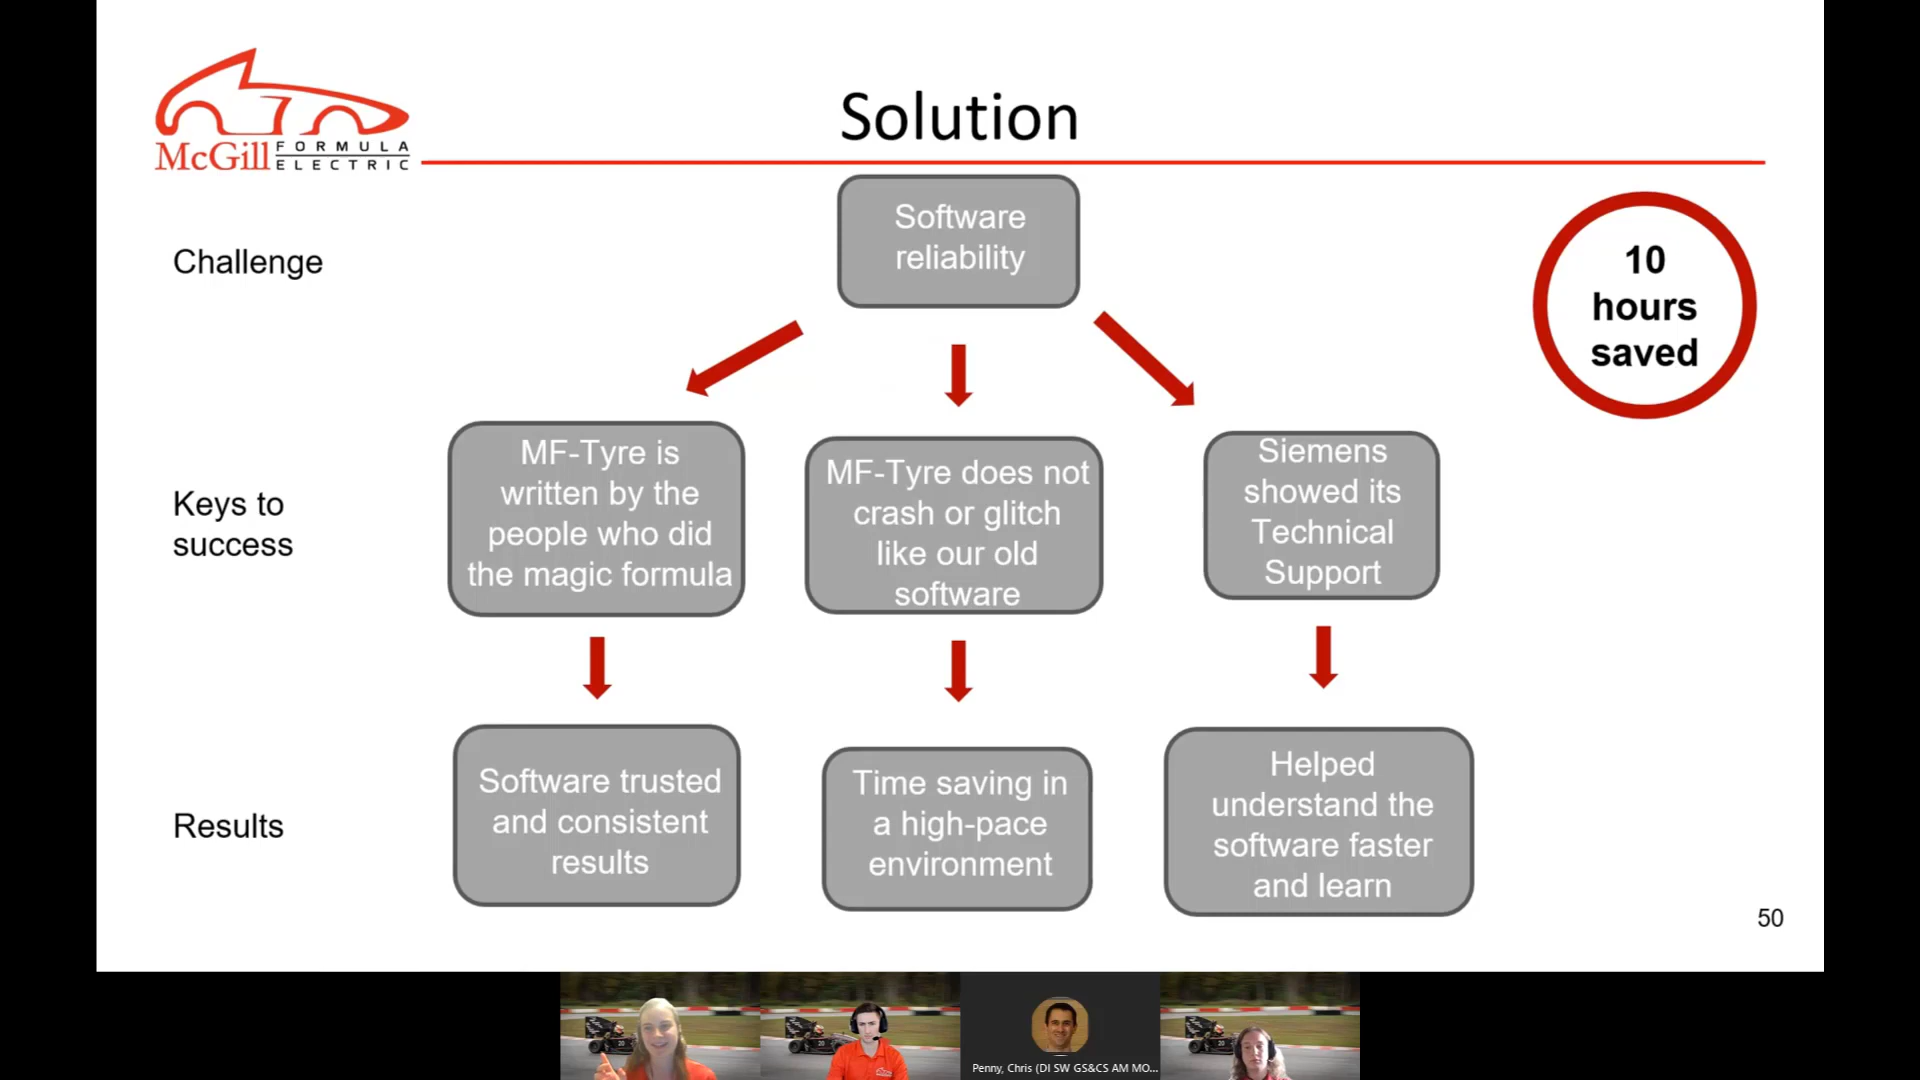 McGill FORMULA
ELECTRIC
Solution
Challenge
Software
reliability
10
hours
saved
Keys to
success
MF-Tyre is
written by the
people who did
the magic formula
MF-Tyre does not
crash or glitch
like our old
software
Siemens
showed its
Technical
Support
Results
Software trusted
and consistent
results
Time saving in
a high-pace
environment
Helped
understand the
software faster
and learn
50
20
20
Penny, Chris (DI SW GS&CS AM MO...
20